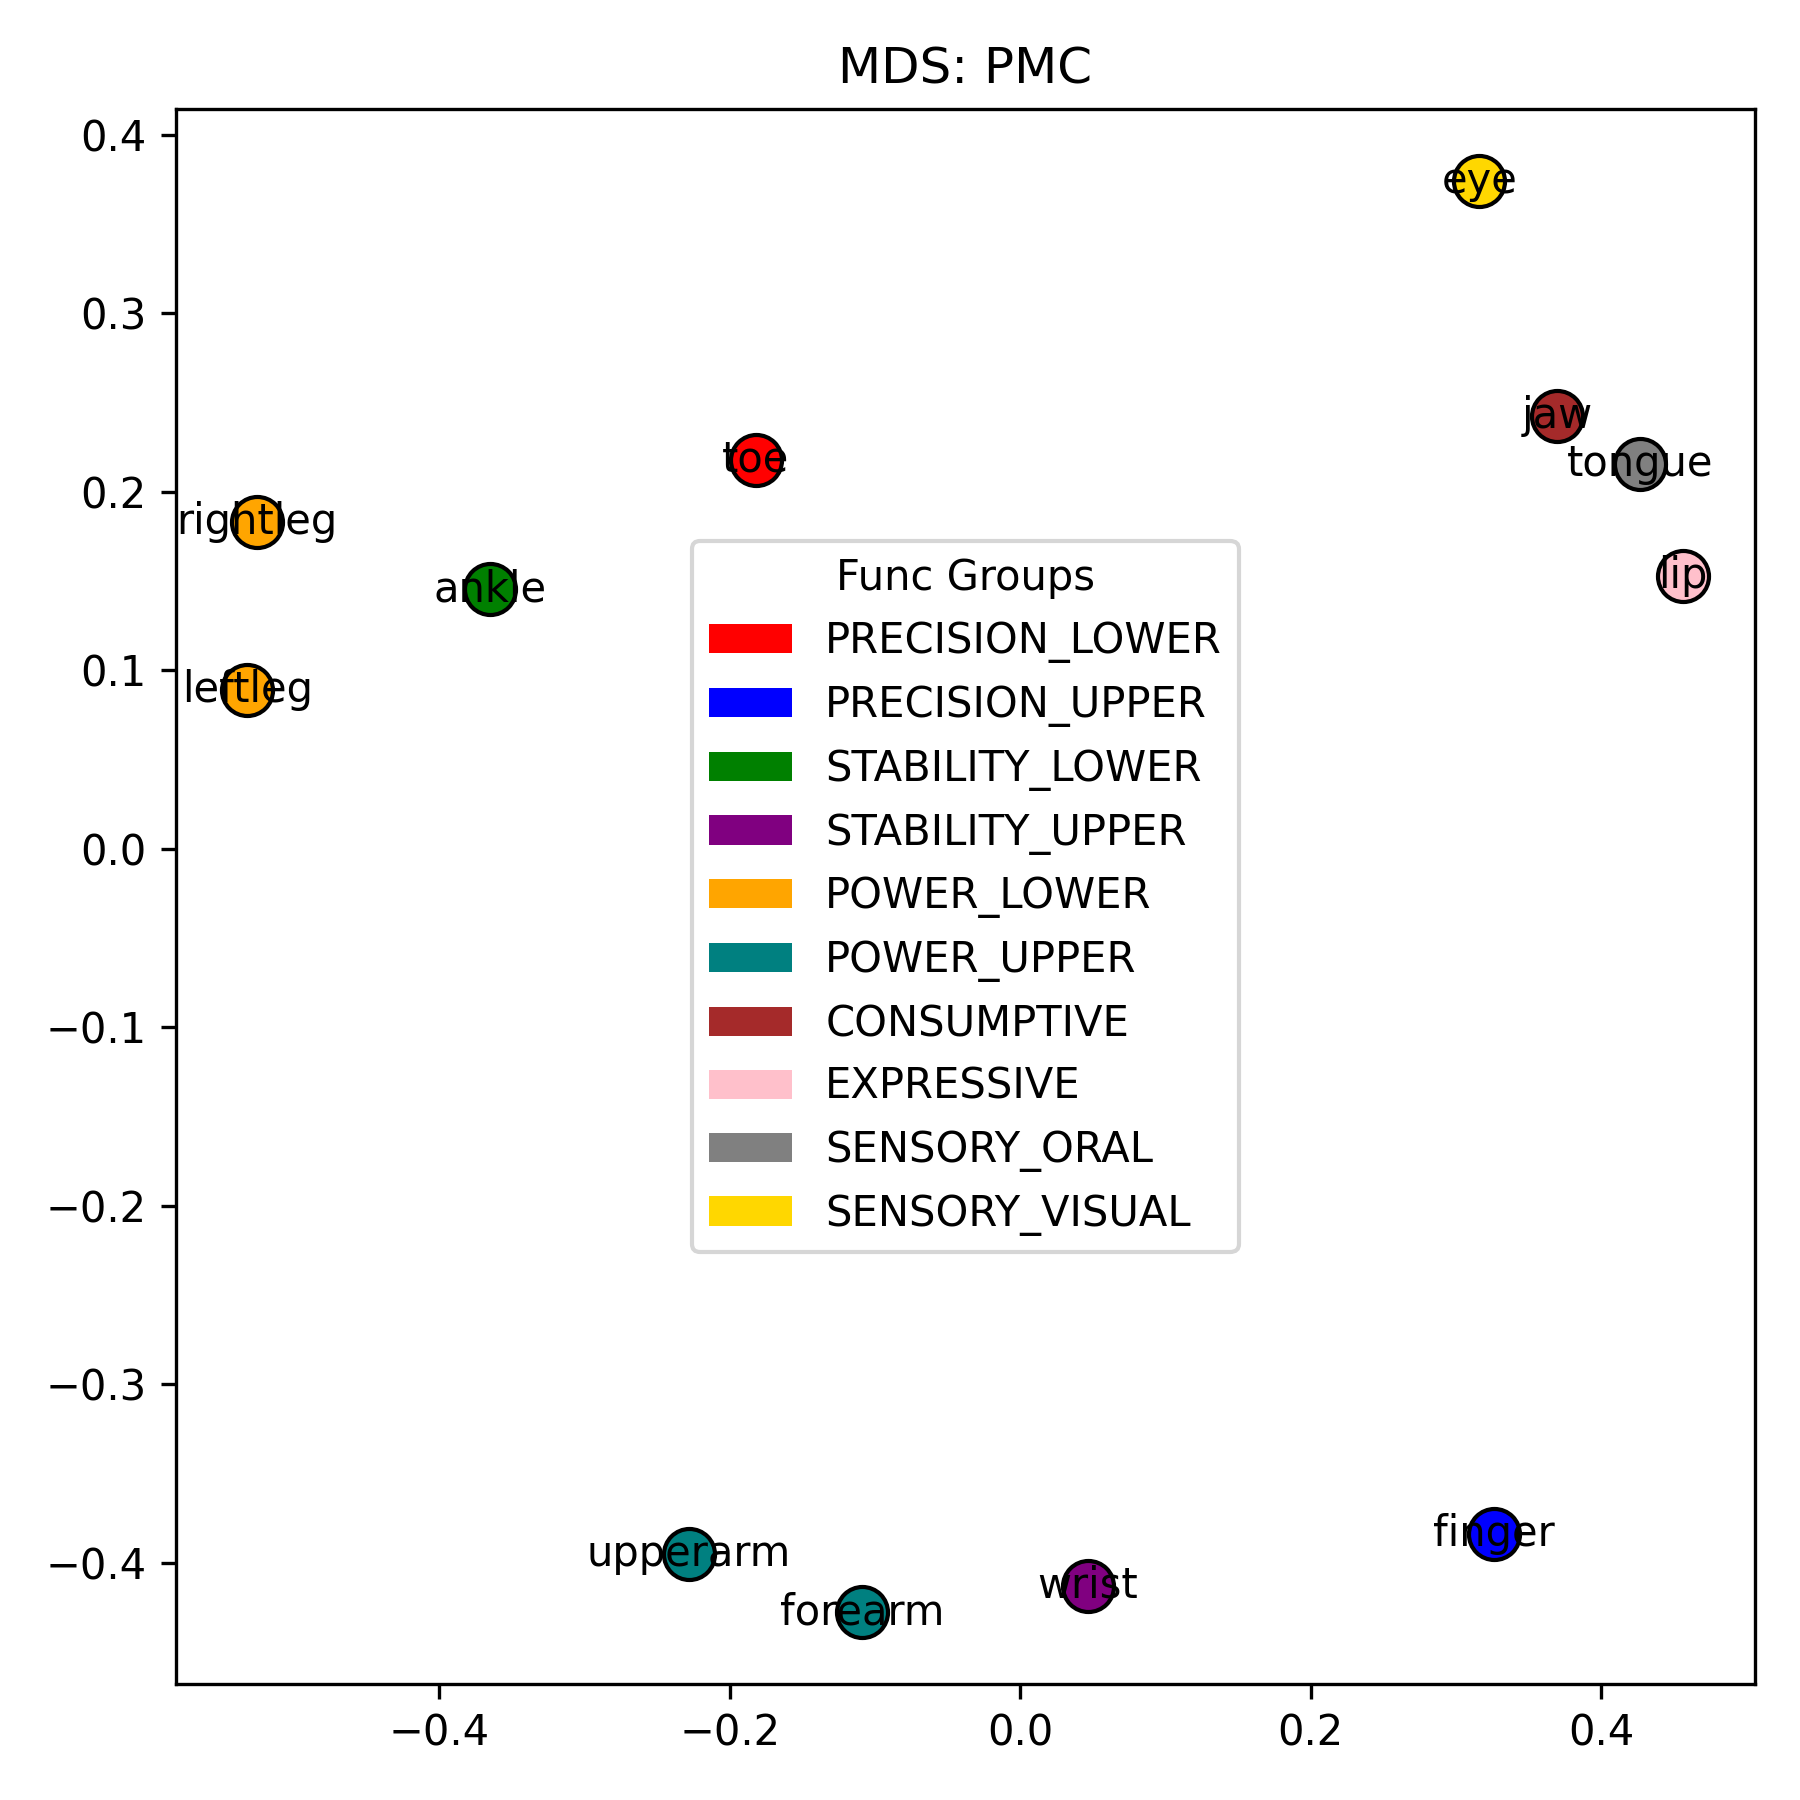 MDS: PMC
0.4
0.3
0.2
0.1
0.0
−0.1
−0.2
−0.3
−0.4
eye
jaw
tongue
toe
rightleg
lip
ankle
leftleg
Func Groups
PRECISION_LOWER
PRECISION_UPPER
STABILITY_LOWER
STABILITY_UPPER
POWER_LOWER
POWER_UPPER
CONSUMPTIVE
EXPRESSIVE
SENSORY_ORAL
SENSORY_VISUAL
finger
upperarm
wrist
forearm
−0.4 −0.2 0.0 0.2 0.4